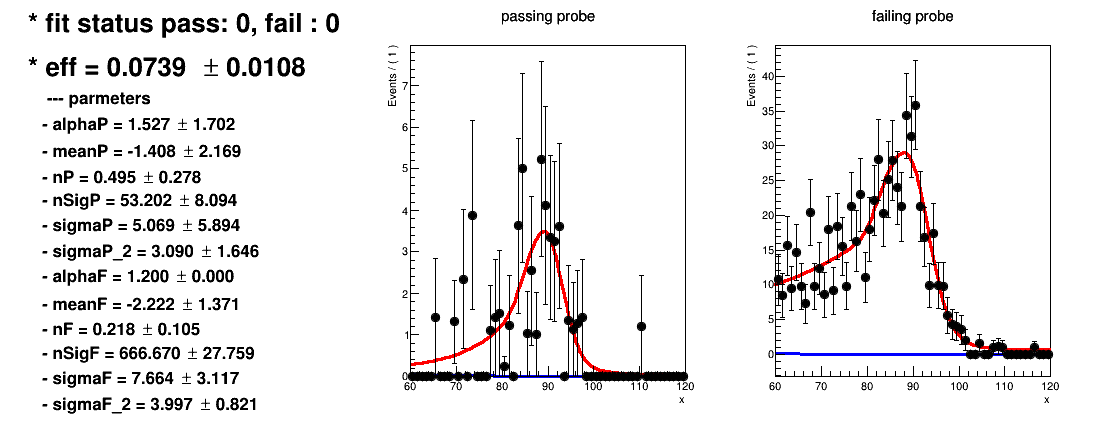 * fit status pass: 0, fail : 0
* eff = 0.0739 ± 0.0108
--- parmeters
- alphaP = 1.527 ± 1.702
- meanP = -1.408 ± 2.169
- nP = 0.495 ± 0.278
- nSigP = 53.202 ± 8.094
- sigmaP = 5.069 ± 5.894
- sigmaP_2 = 3.090 ± 1.646
- alphaF = 1.200 ± 0.000
- meanF = -2.222 ± 1.371
- nF = 0.218 ± 0.105
- nSigF = 666.670 ± 27.759
- sigmaF = 7.664 ± 3.117
- sigmaF_2 = 3.997 ± 0.821
passing probe
Events / ( 1 )
7
6
5
4
3
2
1
0
60 70 80 90 100 110 120
x
failing probe
Events / ( 1 )
40
35
30
25
20
15
10
5
0
60 70 80 90 100 110 120
x